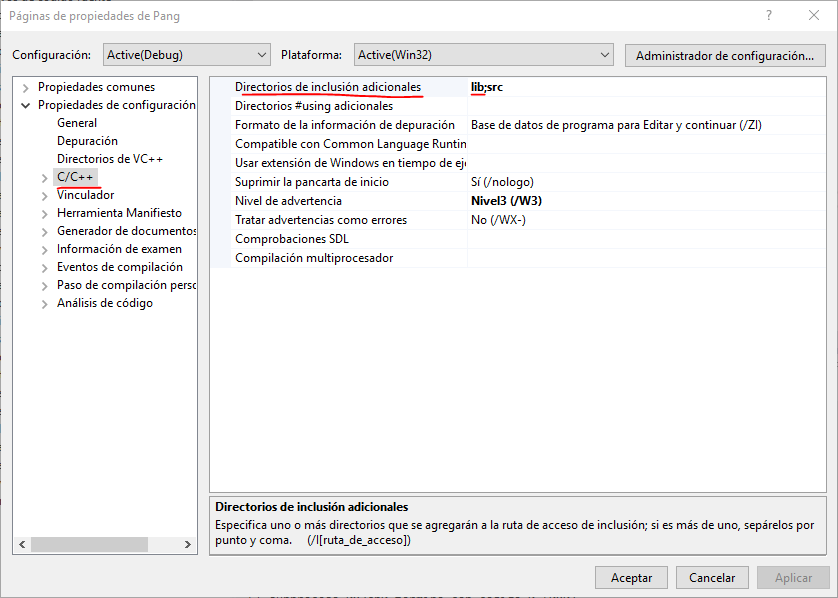 Páginas de propiedades de Pang
?
Configuración: Active(Debug) Plataforma: Active(Win32) Administrador de configuración...
Propiedades comunes
Propiedades de configuración
General
Depuración
Directorios de VC++
C/C++
Vinculador
Herramienta Manifiesto
Generador de documentos
Información de examen
Eventos de compilación
Paso de compilación perso
Análisis de código
Directorios de inclusión adicionales lib;src
Directorios #using adicionales
Formato de la información de depuración Base de datos de programa para Editar y continuar (/ZI)
Compatible con Common Language Runtin
Usar extensión de Windows en tiempo de eje
Suprimir la pancarta de inicio Sí (/nologo)
Nivel de advertencia Nivel3 (/W3)
Tratar advertencias como errores No (/WX-)
Comprobaciones SDL
Compilación multiprocesador
Directorios de inclusión adicionales
Especifica uno o más directorios que se agregarán a la ruta de acceso de inclusión; si es más de uno, sepárelos por
punto y coma. (/I[ruta_de_acceso])
Aceptar Cancelar Aplicar